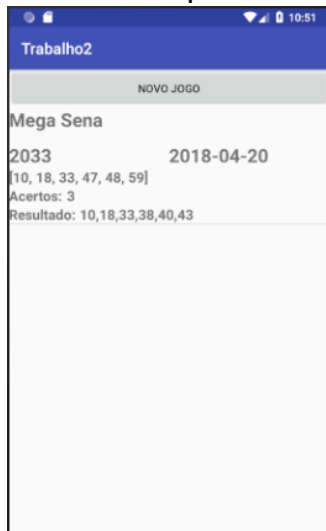 10:51
Trabalho2
NOVO JOGO
Mega Sena
2033 2018-04-20
[10, 18, 33, 47, 48, 59]
Acertos: 3
Resultado: 10,18,33,38,40,43